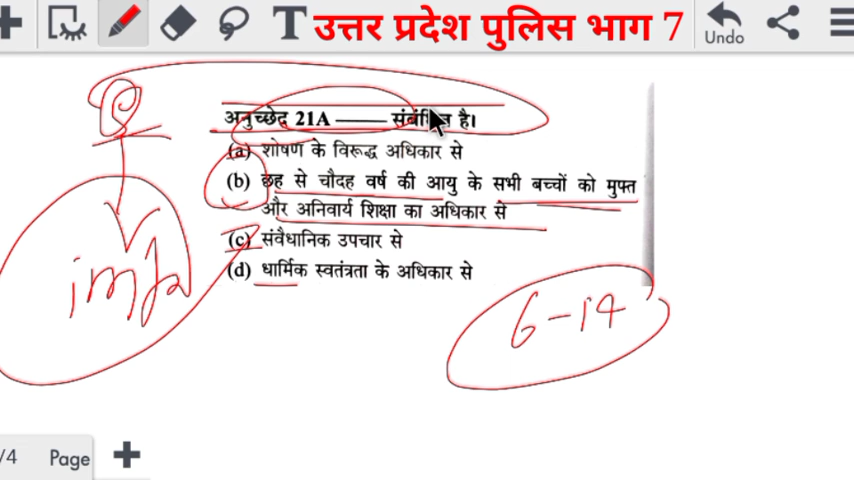 T उत्तर प्रदेश पुलिस भाग 7
Undo
अनुच्छेद 21A —— संबंधित है।
(a) शोषण के विरूद्ध अधिकार से
(b) छह से चौदह वर्ष की आयु के सभी बच्चों को मुफ्त
और अनिवार्य शिक्षा का अधिकार से
(c) संवैधानिक उपचार से
(d) धार्मिक स्वतंत्रता के अधिकार से
6-14
/4 Page